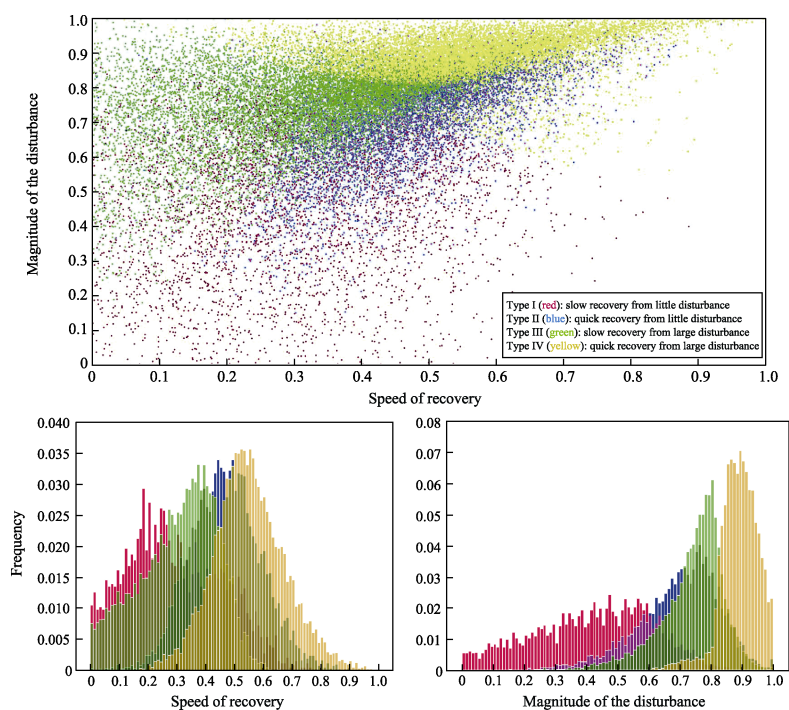 1.0
0.9
0.8
0.7
0.6
0.5
0.4
0.3
0.2
0.1
0
Magnitude of the disturbance
Type I (red): slow recovery from little disturbance
Type II (blue): quick recovery from little disturbance
Type III (green): slow recovery from large disturbance
Type IV (yellow): quick recovery from large disturbance
0 0.1 0.2 0.3 0.4 0.5 0.6 0.7 0.8 0.9 1.0
Speed of recovery
0.040
0.035
0.030
0.025
0.020
0.015
0.010
0.005
0
Frequency
0 0.1 0.2 0.3 0.4 0.5 0.6 0.7 0.8 0.9 1.0
Speed of recovery
0.08
0.07
0.06
0.05
0.04
0.03
0.02
0.01
0
0 0.1 0.2 0.3 0.4 0.5 0.6 0.7 0.8 0.9 1.0
Magnitude of the disturbance